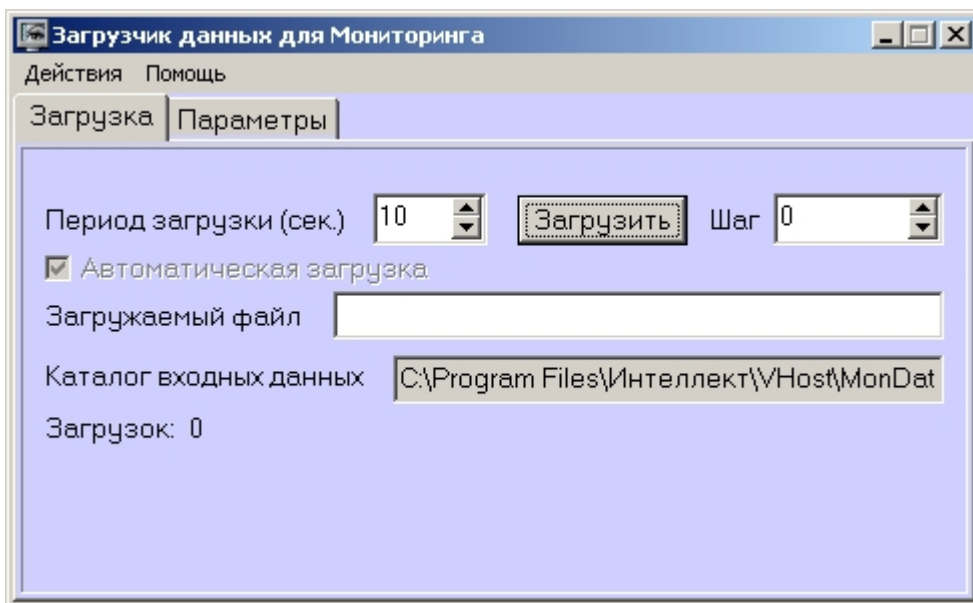 Загрузчик данных для Мониторинга
Действия Помощь
Загрузка Параметры
Период загрузки (сек.) 10 Загрузить Шаг 0
Автоматическая загрузка
Загружаемый файл
Каталог входных данных C:\Program Files\Интеллект\VHost\MonDat
Загрузок: 0